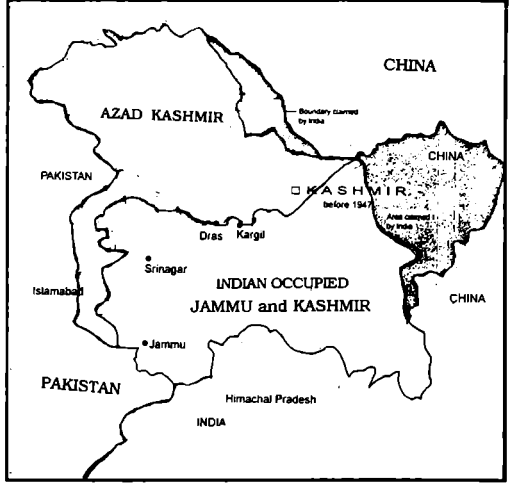 CHINA
AZAD KASHMIR
Boundary claimed
by India
CHINA
PAKISTAN
KASHMIR
before 1947
Area claimed
by India
Dras Kargil
Srinagar
INDIAN OCCUPIED
JAMMU and KASHMIR
Islamabad
CHINA
Jammu
PAKISTAN
Himachal Pradesh
INDIA